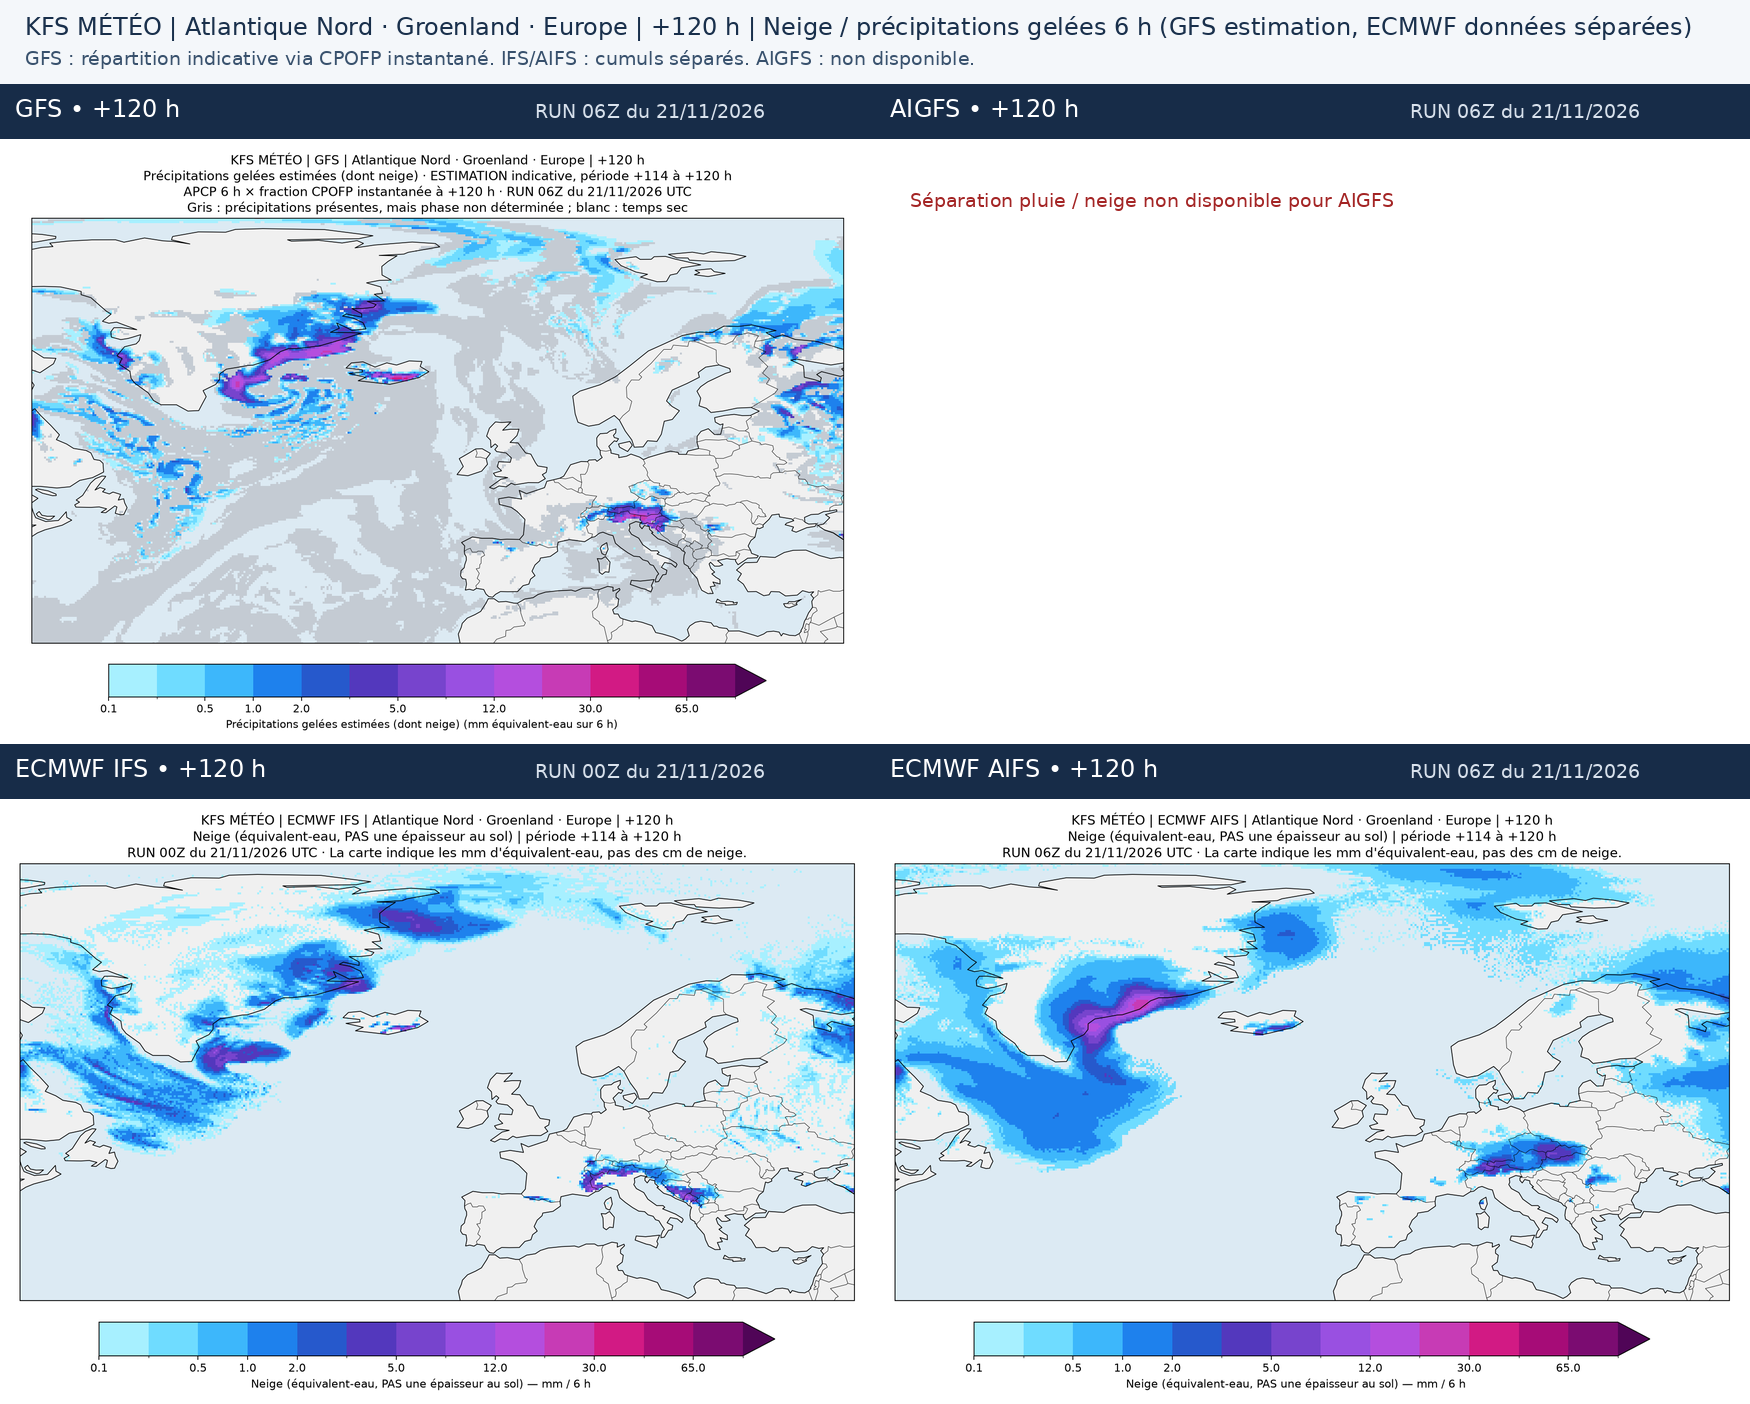 KFS MÉTÉO | Atlantique Nord · Groenland · Europe | +120 h | Neige / précipitations gelées 6 h (GFS estimation, ECMWF données séparées)
GFS : répartition indicative via CPOFP instantané. IFS/AIFS : cumuls séparés. AIGFS : non disponible.
GFS • +120 h
RUN 06Z du 21/11/2026
AIGFS • +120 h
RUN 06Z du 21/11/2026
KFS MÉTÉO | GFS | Atlantique Nord · Groenland · Europe | +120 h
Précipitations gelées estimées (dont neige) · ESTIMATION indicative, période +114 à +120 h
APCP 6 h × fraction CPOFP instantanée à +120 h · RUN 06Z du 21/11/2026 UTC
Gris : précipitations présentes, mais phase non déterminée ; blanc : temps sec
Séparation pluie / neige non disponible pour AIGFS
0.1 0.5 1.0 2.0 5.0 12.0 30.0 65.0
Précipitations gelées estimées (dont neige) (mm équivalent-eau sur 6 h)
ECMWF IFS • +120 h
RUN 00Z du 21/11/2026
ECMWF AIFS • +120 h
RUN 06Z du 21/11/2026
KFS MÉTÉO | ECMWF IFS | Atlantique Nord · Groenland · Europe | +120 h
Neige (équivalent-eau, PAS une épaisseur au sol) | période +114 à +120 h
RUN 00Z du 21/11/2026 UTC · La carte indique les mm d'équivalent-eau, pas des cm de neige.
0.1 0.5 1.0 2.0 5.0 12.0 30.0 65.0
Neige (équivalent-eau, PAS une épaisseur au sol) — mm / 6 h
KFS MÉTÉO | ECMWF AIFS | Atlantique Nord · Groenland · Europe | +120 h
Neige (équivalent-eau, PAS une épaisseur au sol) | période +114 à +120 h
RUN 06Z du 21/11/2026 UTC · La carte indique les mm d'équivalent-eau, pas des cm de neige.
0.1 0.5 1.0 2.0 5.0 12.0 30.0 65.0
Neige (équivalent-eau, PAS une épaisseur au sol) — mm / 6 h